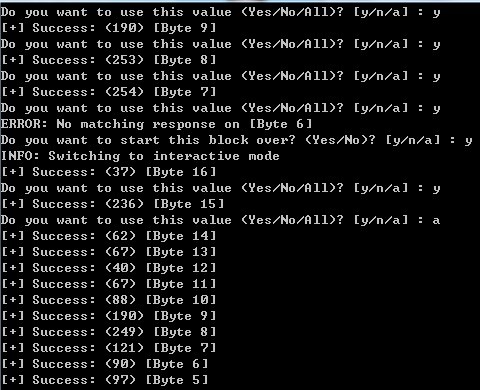 Do you want to use this value (Yes/No/All)? [y/n/a] : y
[+] Success: (190) [Byte 9]
Do you want to use this value (Yes/No/All)? [y/n/a] : y
[+] Success: (253) [Byte 8]
Do you want to use this value (Yes/No/All)? [y/n/a] : y
[+] Success: (254) [Byte 7]
Do you want to use this value (Yes/No/All)? [y/n/a] : y
ERROR: No matching response on [Byte 6]
Do you want to start this block over? (Yes/No)? [y/n/a] : y
INFO: Switching to interactive mode
[+] Success: (37) [Byte 16]
Do you want to use this value (Yes/No/All)? [y/n/a] : y
[+] Success: (236) [Byte 15]
Do you want to use this value (Yes/No/All)? [y/n/a] : a
[+] Success: (62) [Byte 14]
[+] Success: (67) [Byte 13]
[+] Success: (40) [Byte 12]
[+] Success: (67) [Byte 11]
[+] Success: (88) [Byte 10]
[+] Success: (190) [Byte 9]
[+] Success: (249) [Byte 8]
[+] Success: (121) [Byte 7]
[+] Success: (90) [Byte 6]
[+] Success: (97) [Byte 5]